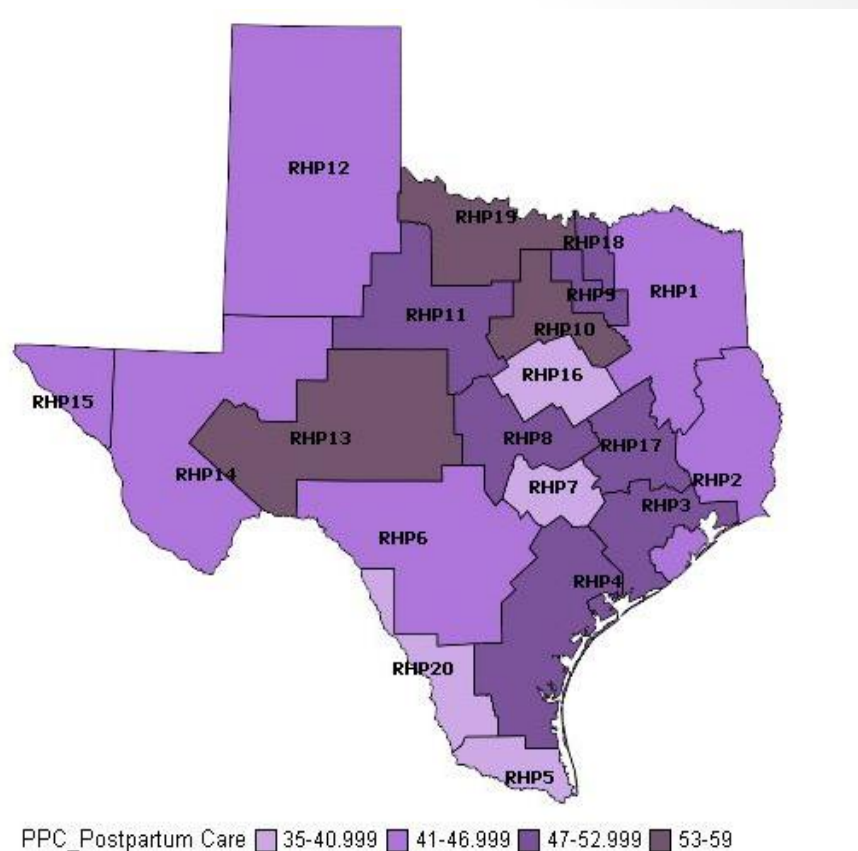 RHP12
RHP19
RHP18
RHP1
RHP9
RHP11
RHP10
RHP16
RHP15
RHP13
RHP8
RHP17
RHP14
RHP2
RHP7
RHP3
RHP6
RHP4
RHP20
RHP5
PPC_Postpartum Care 35-40.999 41-46.999 47-52.999 53-59